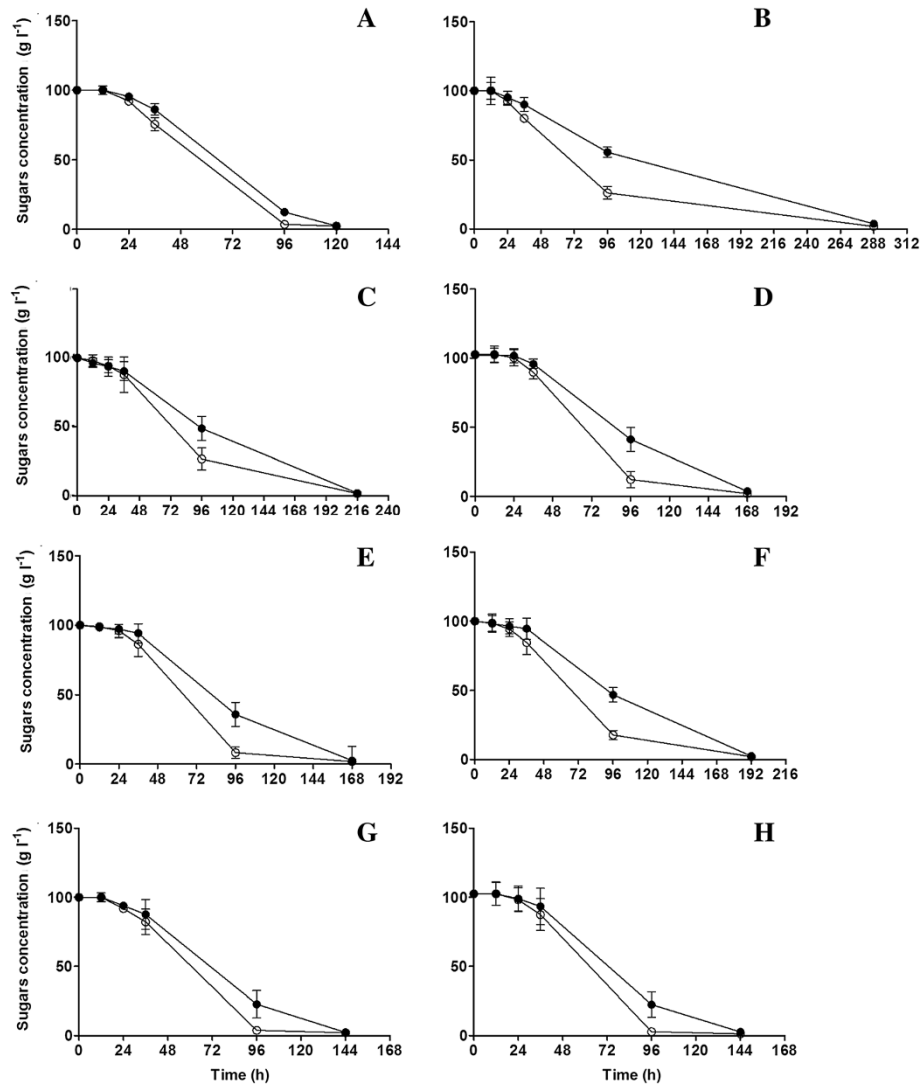 A
B
Sugars concentration (g l⁻¹)
150
100
50
0
0 24 48 72 96 120 144
150
100
50
0
0 24 48 72 96 120 144 168 192 216 240 264 288 312
C
D
Sugars concentration (g l⁻¹)
100
50
0
0 24 48 72 96 120 144 168 192 216 240
150
100
50
0
0 24 48 72 96 120 144 168 192
E
F
Sugars concentration (g l⁻¹)
150
100
50
0
0 24 48 72 96 120 144 168 192
150
100
50
0
0 24 48 72 96 120 144 168 192 216
G
H
Sugars concentration (g l⁻¹)
150
100
50
0
0 24 48 72 96 120 144 168
Time (h)
150
100
50
0
0 24 48 72 96 120 144 168
Time (h)